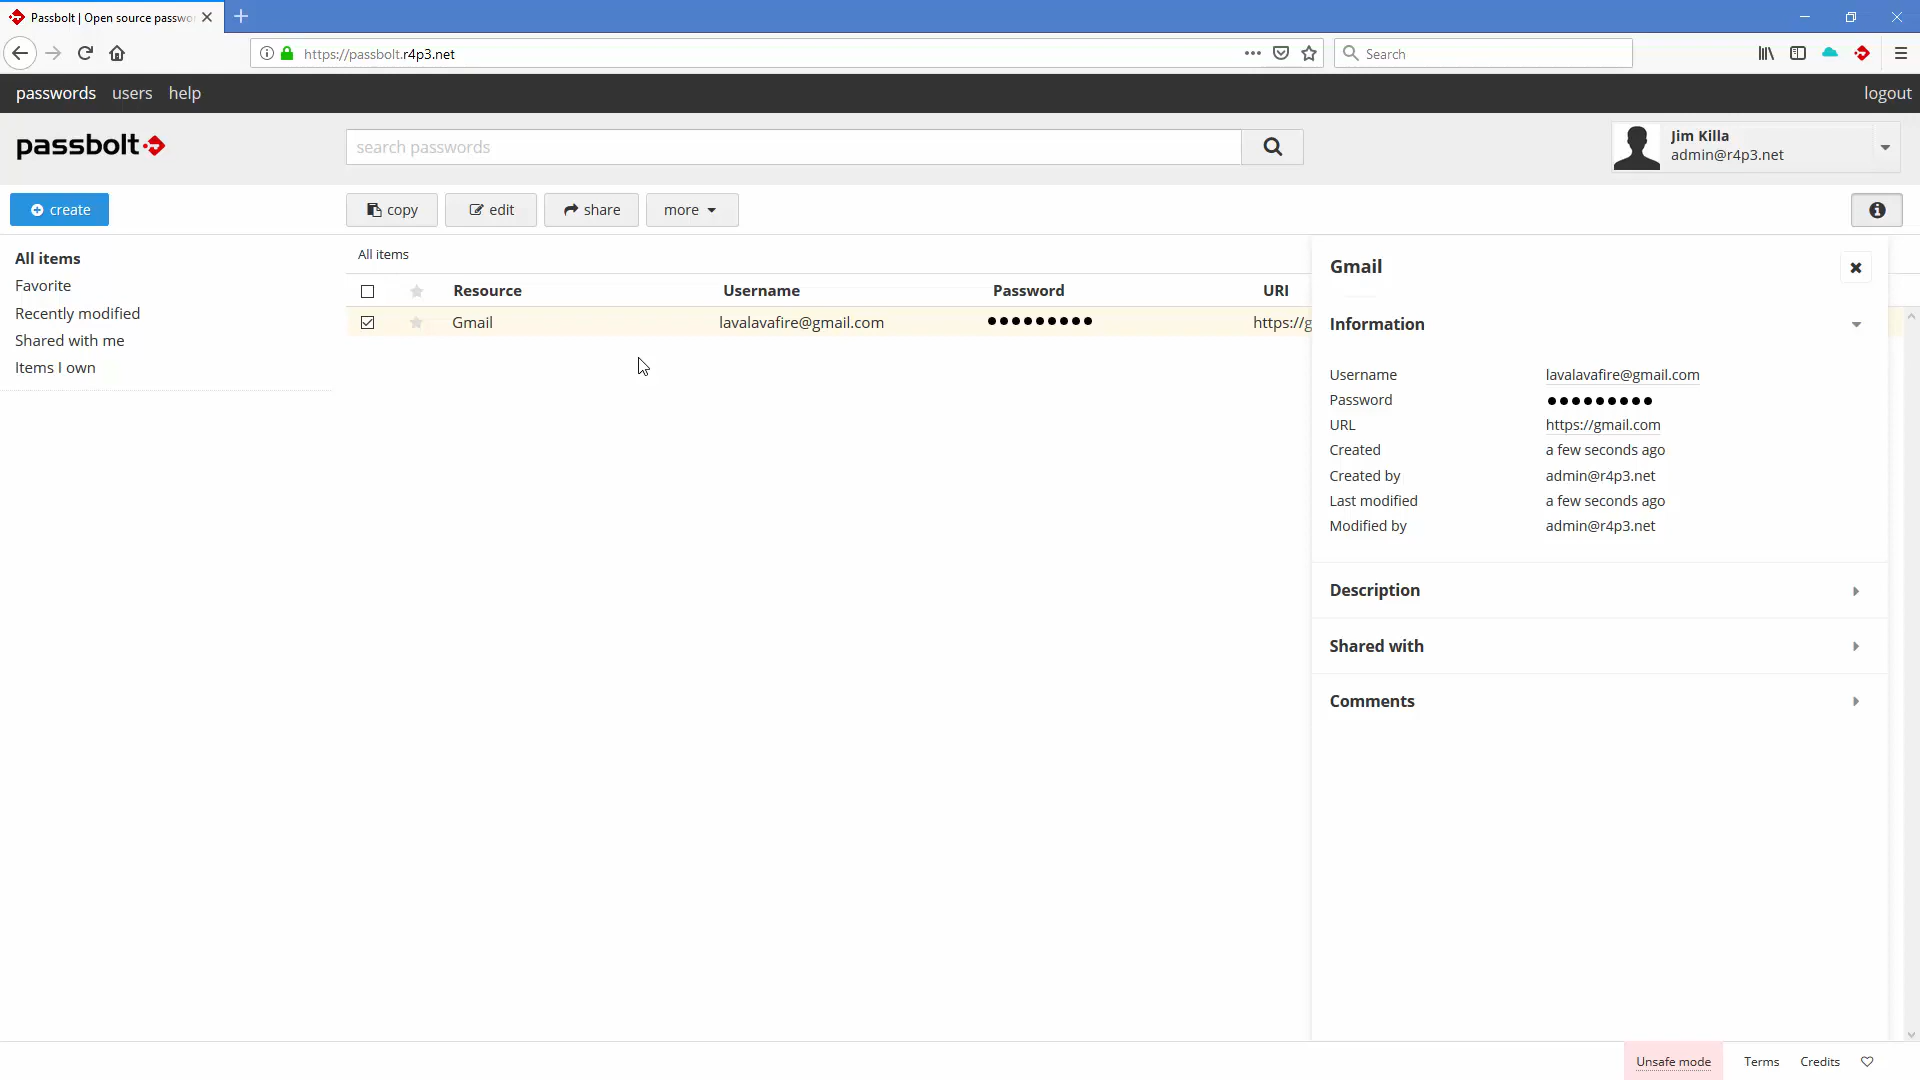 Passbolt | Open source passwo
https://passbolt.r4p3.net
Search
passwords users help logout
passbolt
search passwords
Jim Killa
admin@r4p3.net
create
copy edit share more
All items
Favorite
Recently modified
Shared with me
Items I own
All items
Resource Username Password URI
Gmail lavalavafire@gmail.com ●●●●●●●●● https://g
Gmail
Information
Username lavalavafire@gmail.com
Password ●●●●●●●●●
URL https://gmail.com
Created a few seconds ago
Created by admin@r4p3.net
Last modified a few seconds ago
Modified by admin@r4p3.net
Description
Shared with
Comments
Unsafe mode Terms Credits